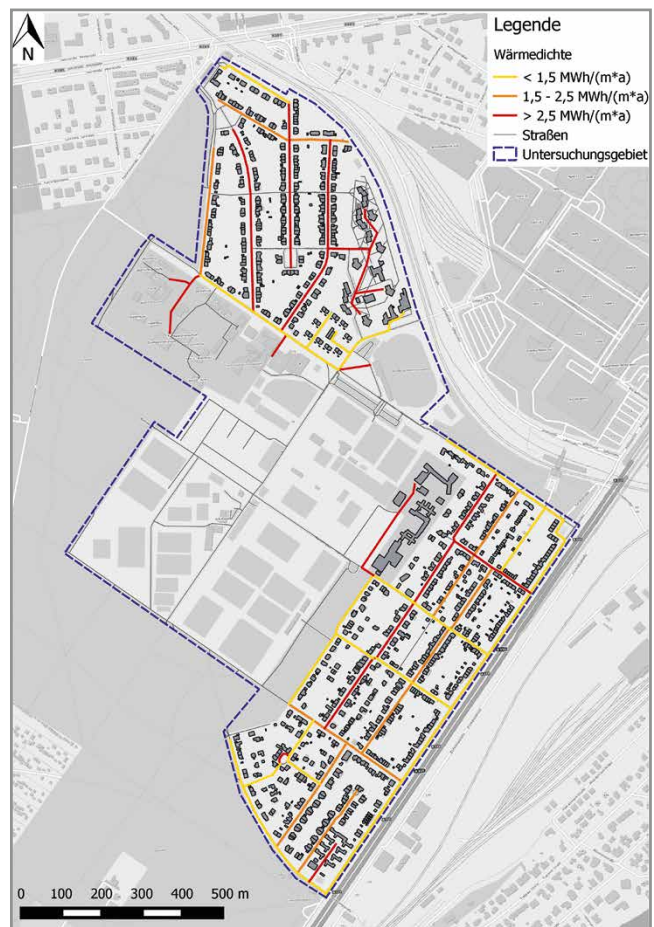 N
Legende
Wärmedichte
< 1,5 MWh/(m*a)
1,5 - 2,5 MWh/(m*a)
> 2,5 MWh/(m*a)
Straßen
Untersuchungsgebiet
0 100 200 300 400 500 m